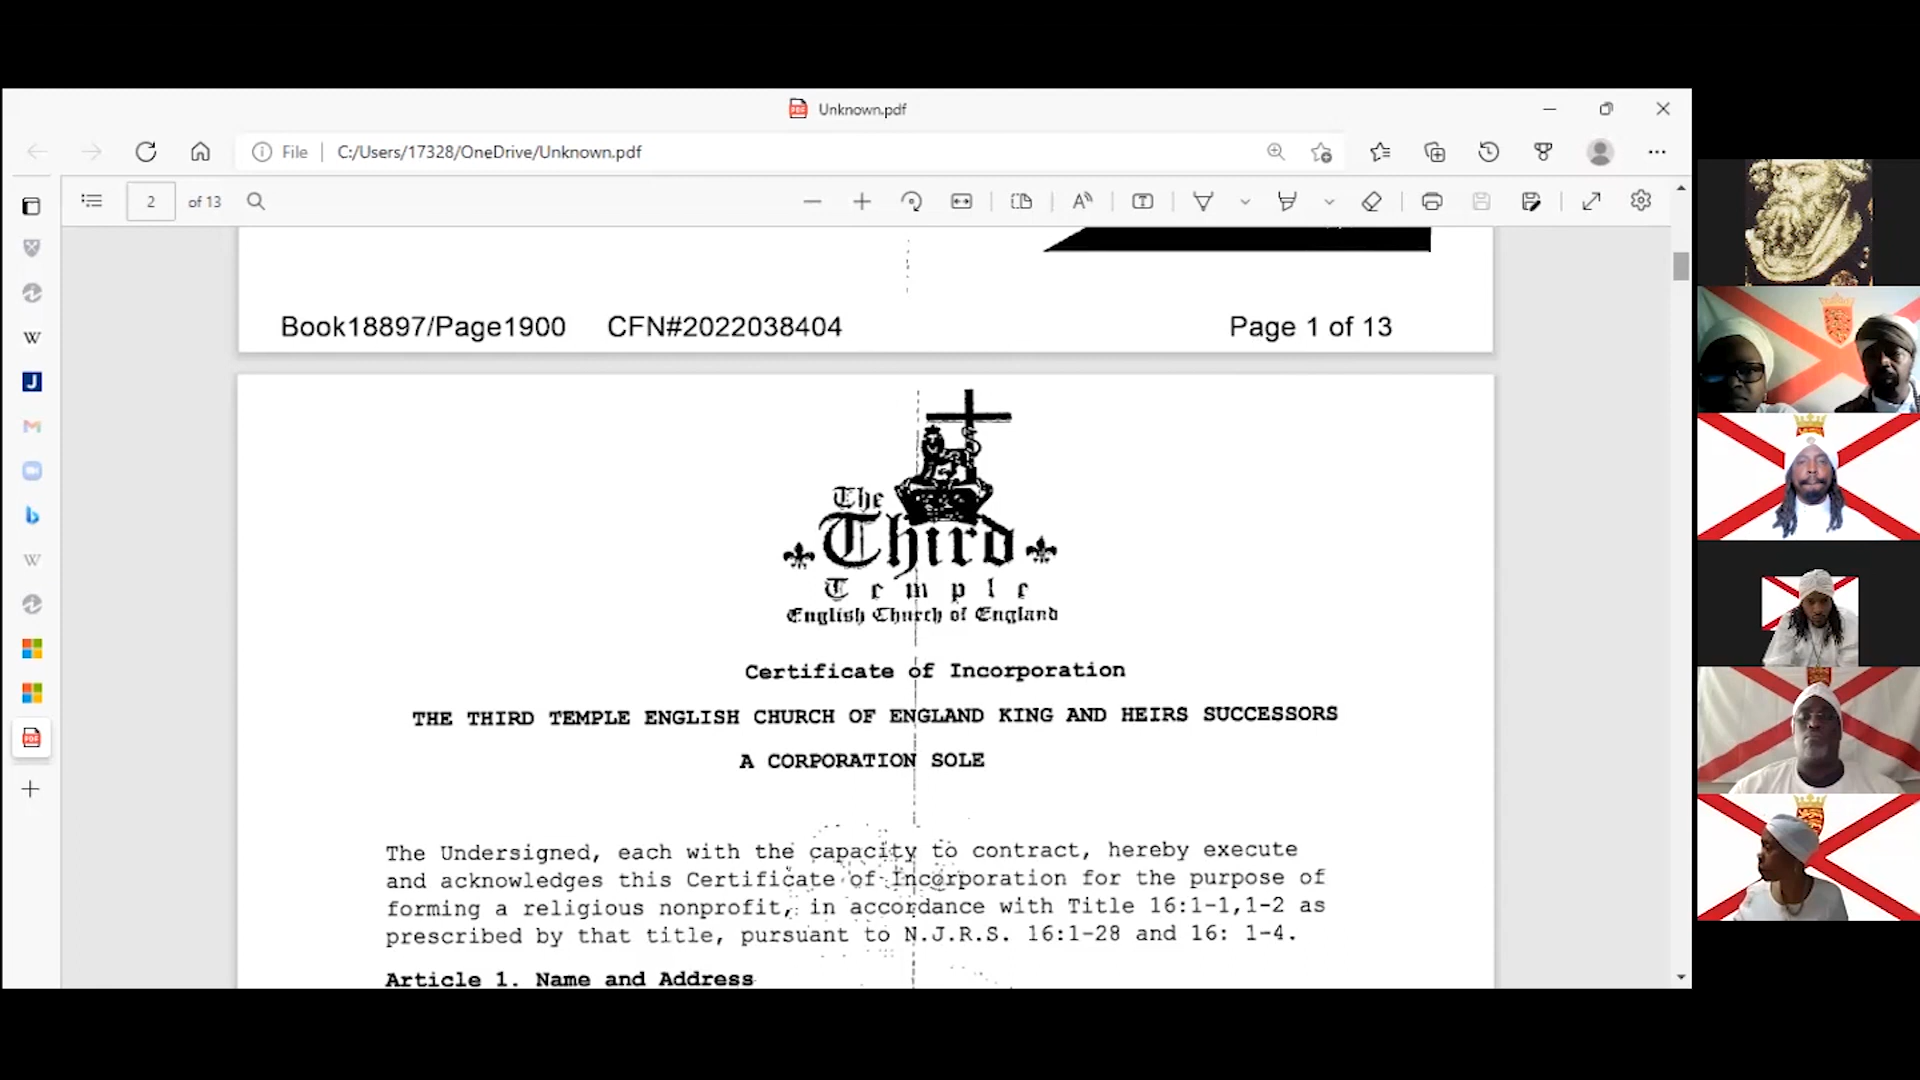 Unknown.pdf
File
C:/Users/17328/OneDrive/Unknown.pdf
2 of 13
Book18897/Page1900 CFN#2022038404 Page 1 of 13
The
Third
Temple
English Church of England
Certificate of Incorporation
THE THIRD TEMPLE ENGLISH CHURCH OF ENGLAND KING AND HEIRS SUCCESSORS
A CORPORATION SOLE
The Undersigned, each with the capacity to contract, hereby execute
and acknowledges this Certificate of Incorporation for the purpose of
forming a religious nonprofit, in accordance with Title 16:1-1,1-2 as
prescribed by that title, pursuant to N.J.R.S. 16:1-28 and 16: 1-4.
Article 1. Name and Address